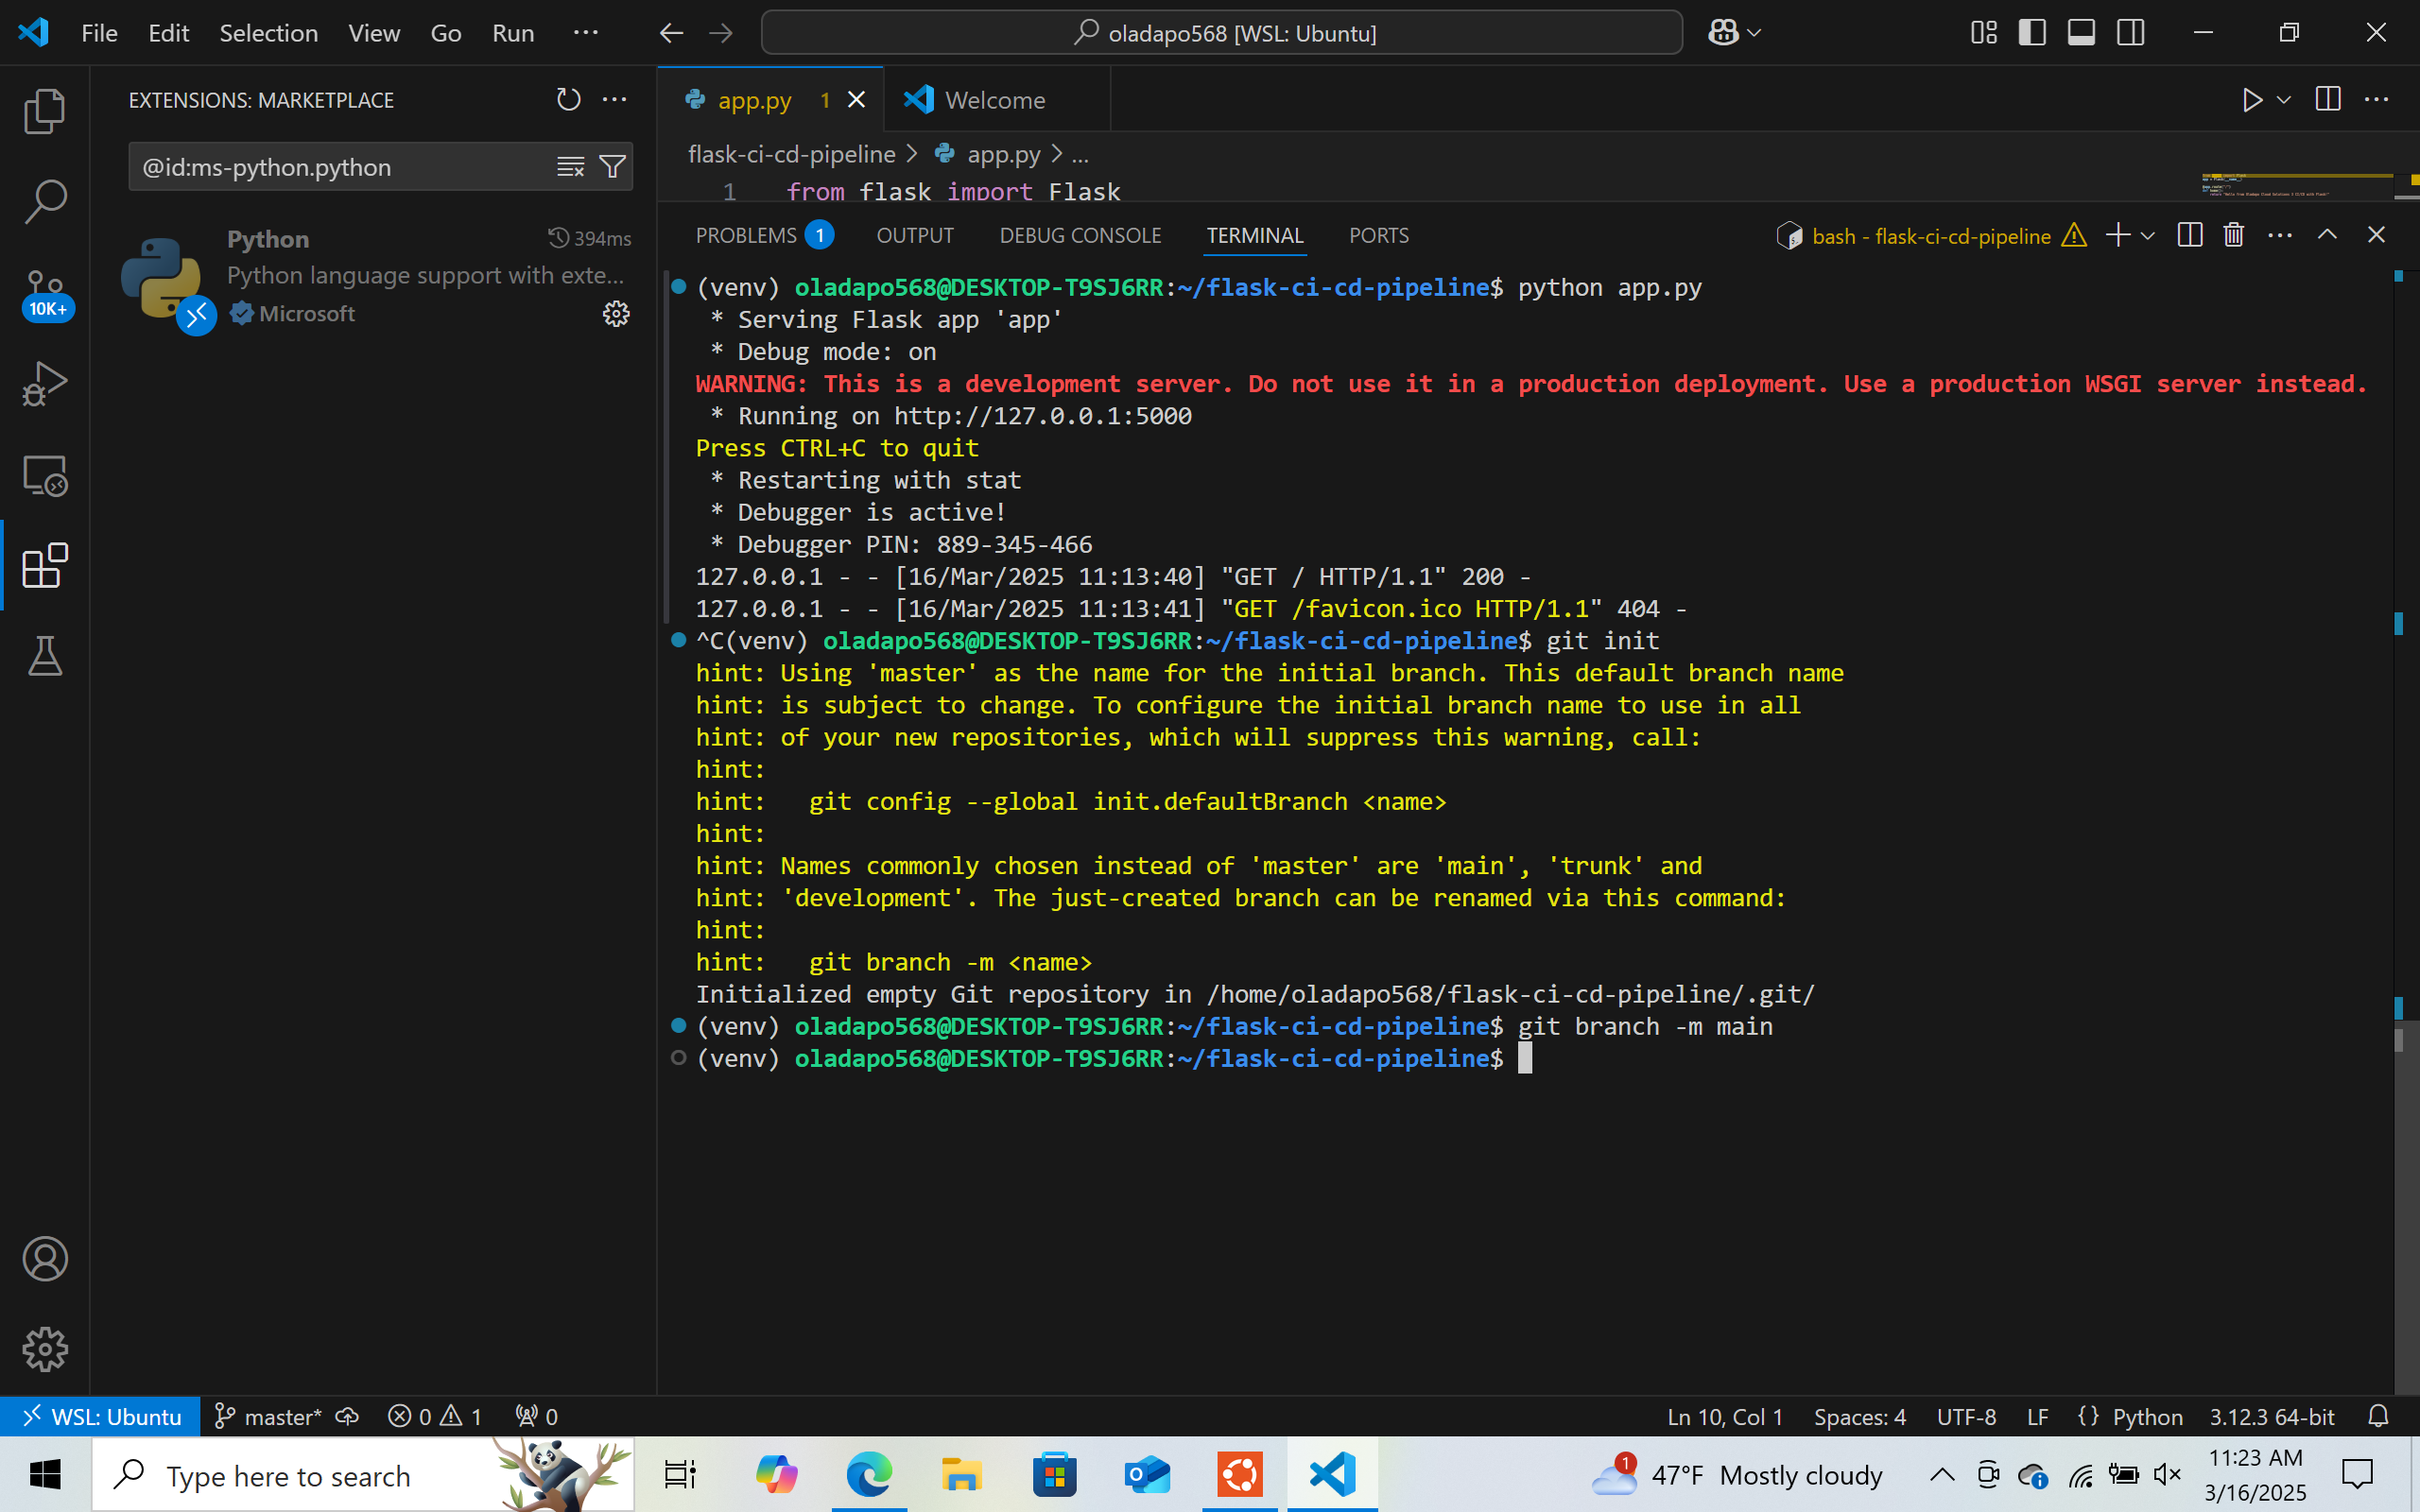 File Edit Selection View Go Run ···
oladapo568 [WSL: Ubuntu]
EXTENSIONS: MARKETPLACE
@id:ms-python.python
Python 394ms
Python language support with exte...
Microsoft
10K+
app.py 1
Welcome
flask-ci-cd-pipeline > app.py > ...
1 from flask import Flask
PROBLEMS 1 OUTPUT DEBUG CONSOLE TERMINAL PORTS
bash - flask-ci-cd-pipeline
(venv) oladapo568@DESKTOP-T9SJ6RR:~/flask-ci-cd-pipeline$ python app.py
* Serving Flask app 'app'
* Debug mode: on
WARNING: This is a development server. Do not use it in a production deployment. Use a production WSGI server instead.
* Running on http://127.0.0.1:5000
Press CTRL+C to quit
* Restarting with stat
* Debugger is active!
* Debugger PIN: 889-345-466
127.0.0.1 - - [16/Mar/2025 11:13:40] "GET / HTTP/1.1" 200 -
127.0.0.1 - - [16/Mar/2025 11:13:41] "GET /favicon.ico HTTP/1.1" 404 -
^C(venv) oladapo568@DESKTOP-T9SJ6RR:~/flask-ci-cd-pipeline$ git init
hint: Using 'master' as the name for the initial branch. This default branch name
hint: is subject to change. To configure the initial branch name to use in all
hint: of your new repositories, which will suppress this warning, call:
hint:
hint:   git config --global init.defaultBranch <name>
hint:
hint: Names commonly chosen instead of 'master' are 'main', 'trunk' and
hint: 'development'. The just-created branch can be renamed via this command:
hint:
hint:   git branch -m <name>
Initialized empty Git repository in /home/oladapo568/flask-ci-cd-pipeline/.git/
(venv) oladapo568@DESKTOP-T9SJ6RR:~/flask-ci-cd-pipeline$ git branch -m main
(venv) oladapo568@DESKTOP-T9SJ6RR:~/flask-ci-cd-pipeline$
WSL: Ubuntu master* 0 1 0
Ln 10, Col 1 Spaces: 4 UTF-8 LF {} Python 3.12.3 64-bit
Type here to search
1
47°F Mostly cloudy
11:23 AM
3/16/2025